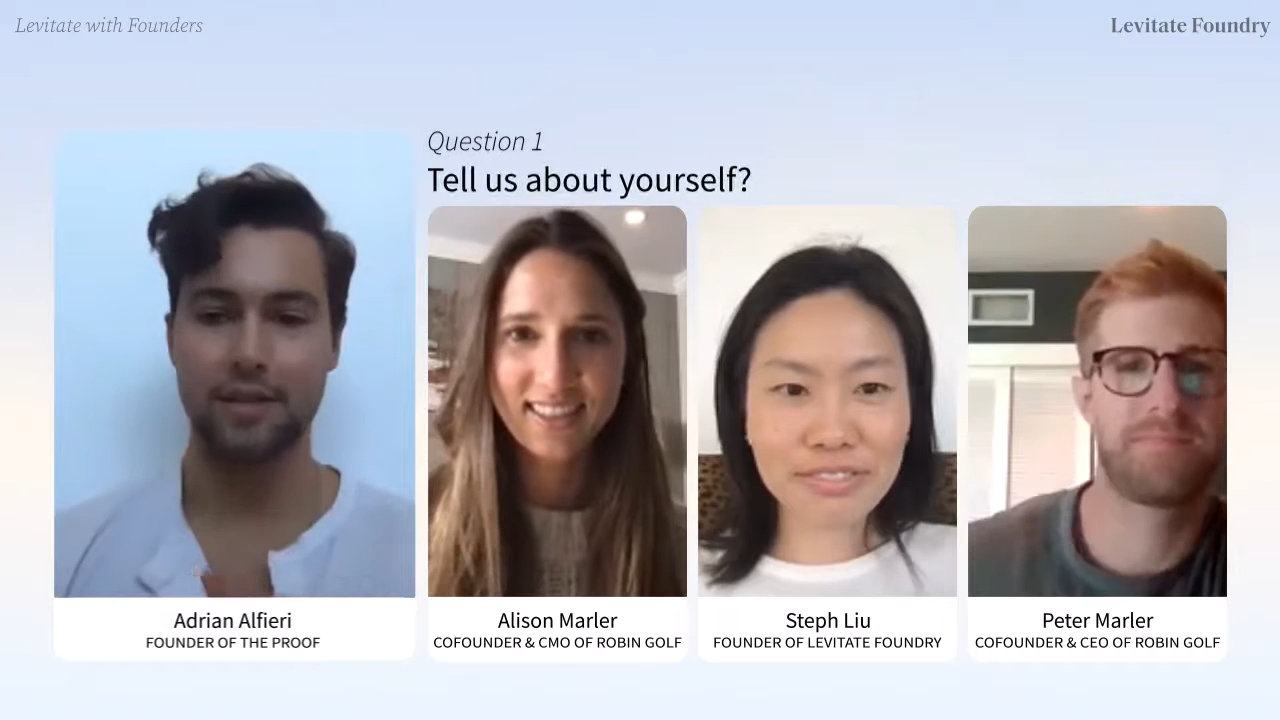 Levitate with Founders
Levitate Foundry
Question 1
Tell us about yourself?
Adrian Alfieri
FOUNDER OF THE PROOF
Alison Marler
COFOUNDER & CMO OF ROBIN GOLF
Steph Liu
FOUNDER OF LEVITATE FOUNDRY
Peter Marler
COFOUNDER & CEO OF ROBIN GOLF